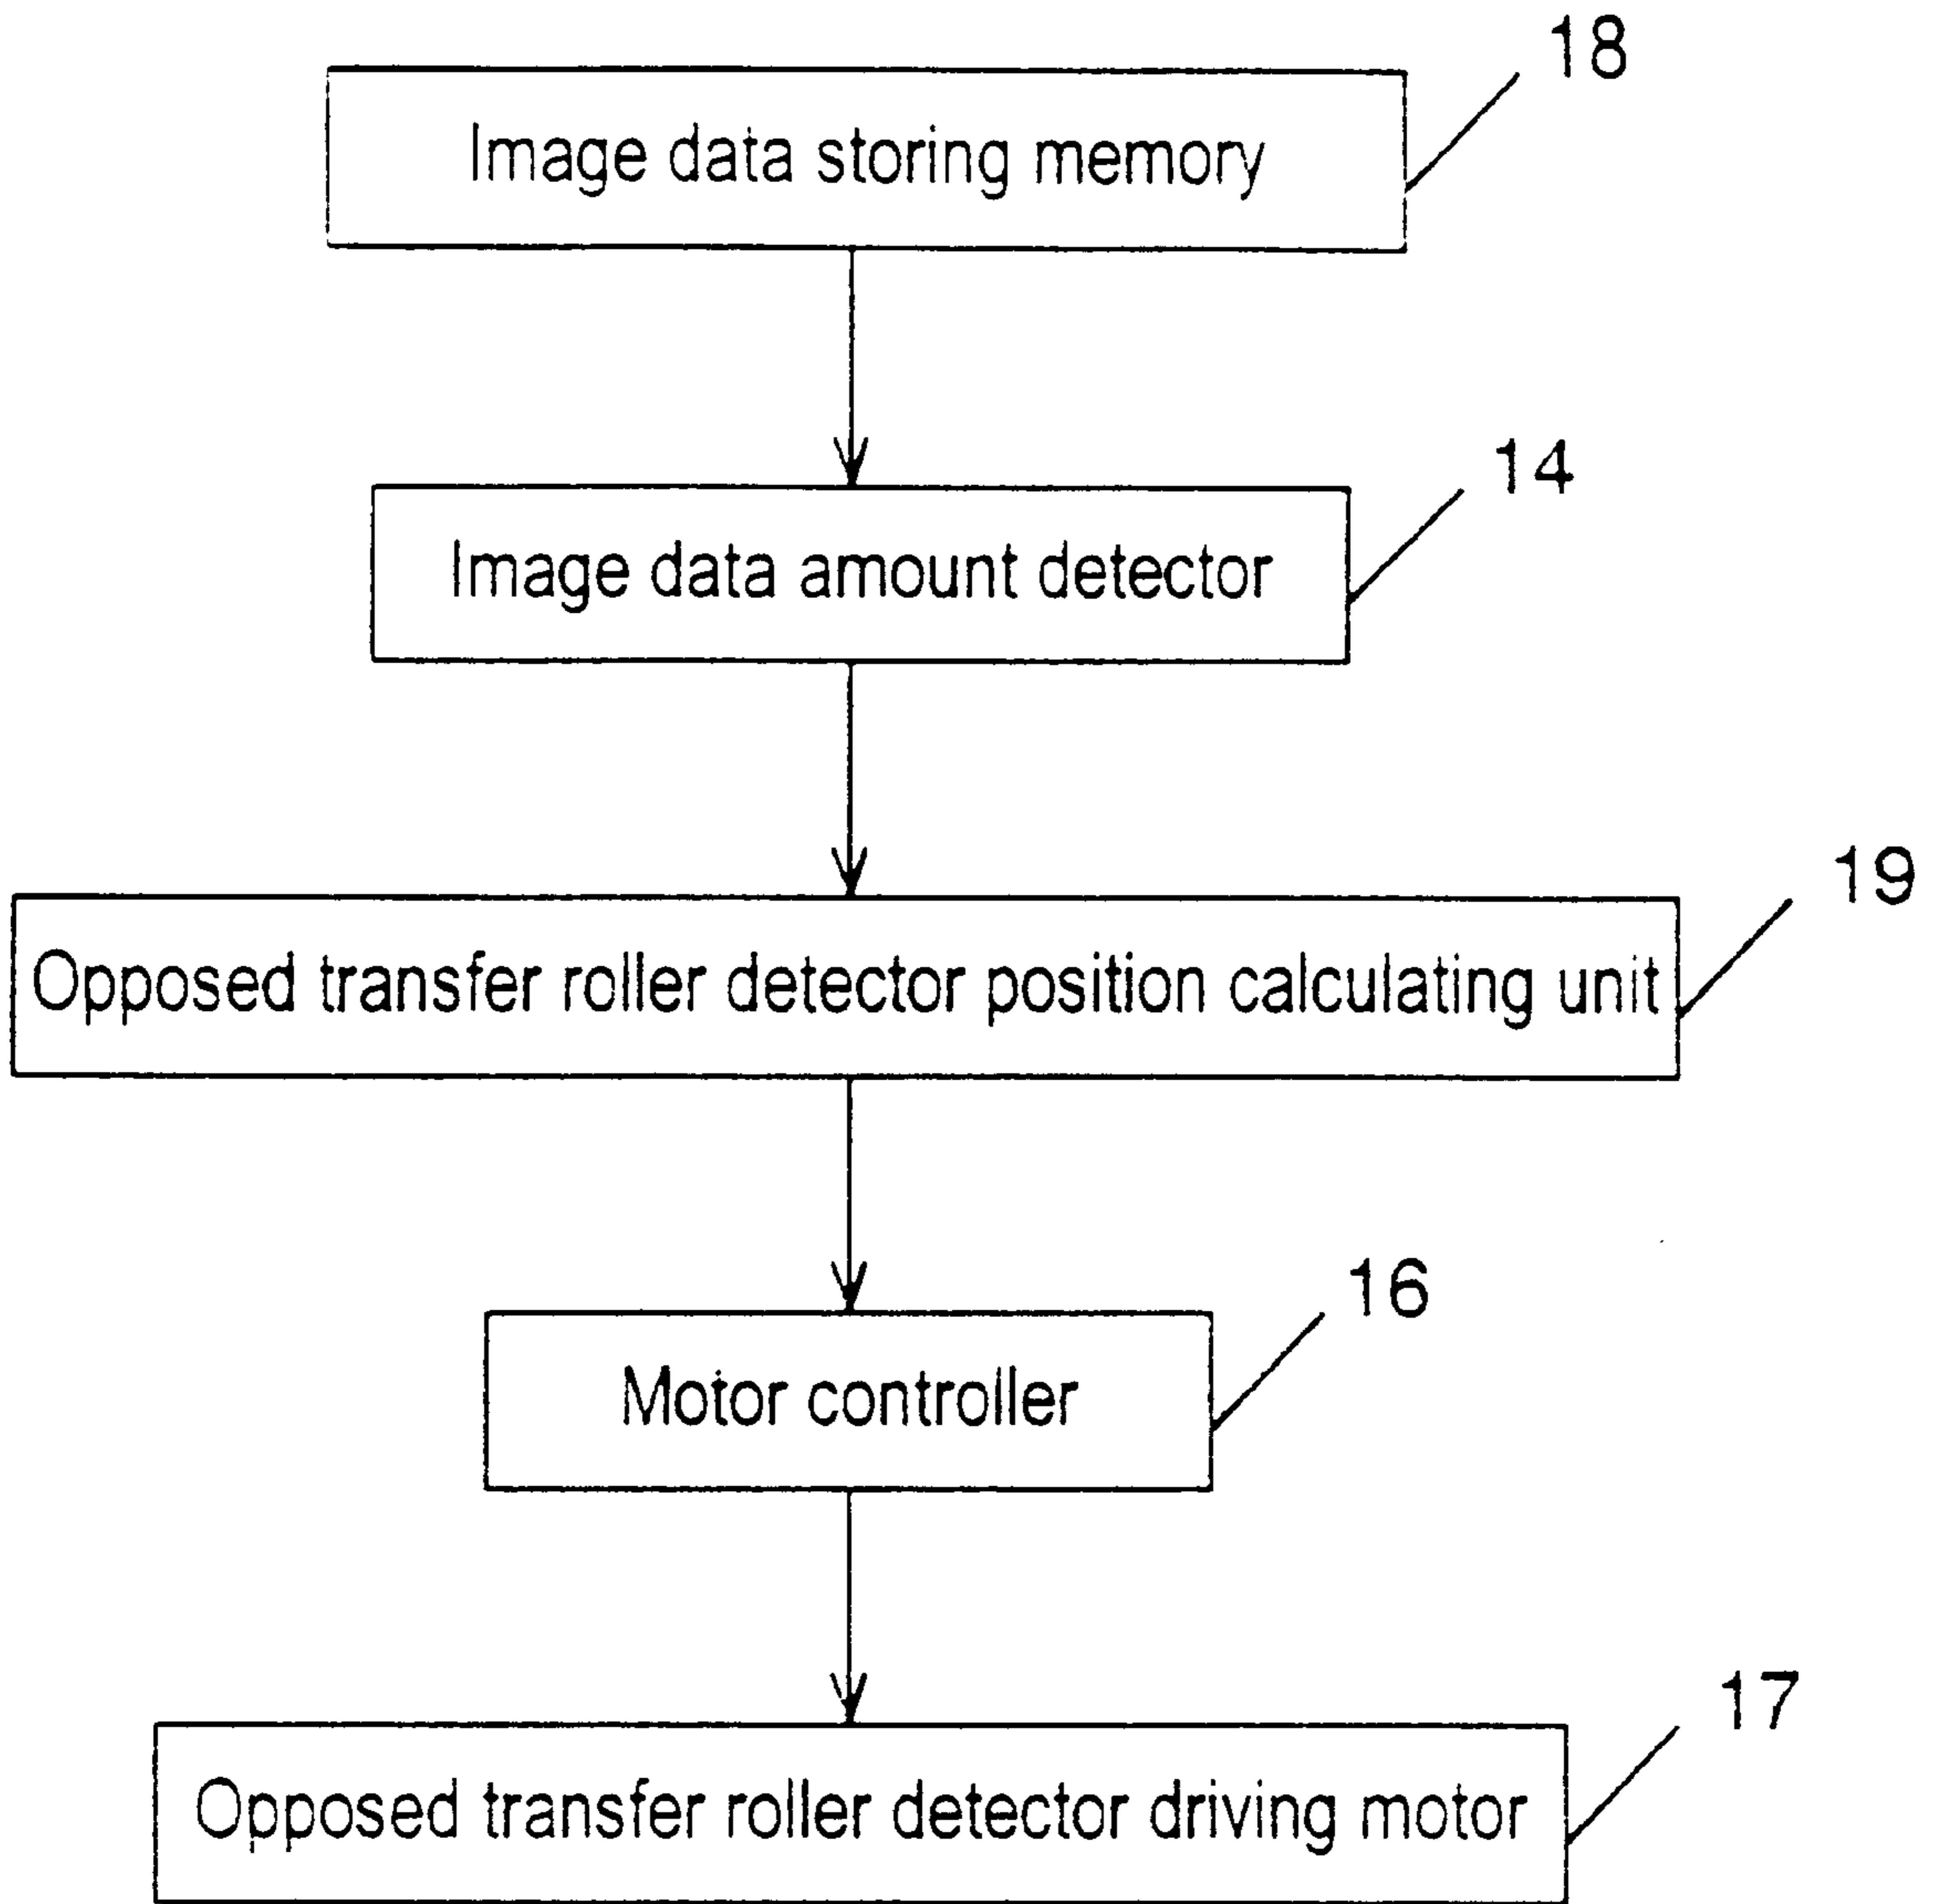 18
Image data storing memory
14
Image data amount detector
19
Opposed transfer roller detector position calculating unit
16
Motor controller
17
Opposed transfer roller detector driving motor